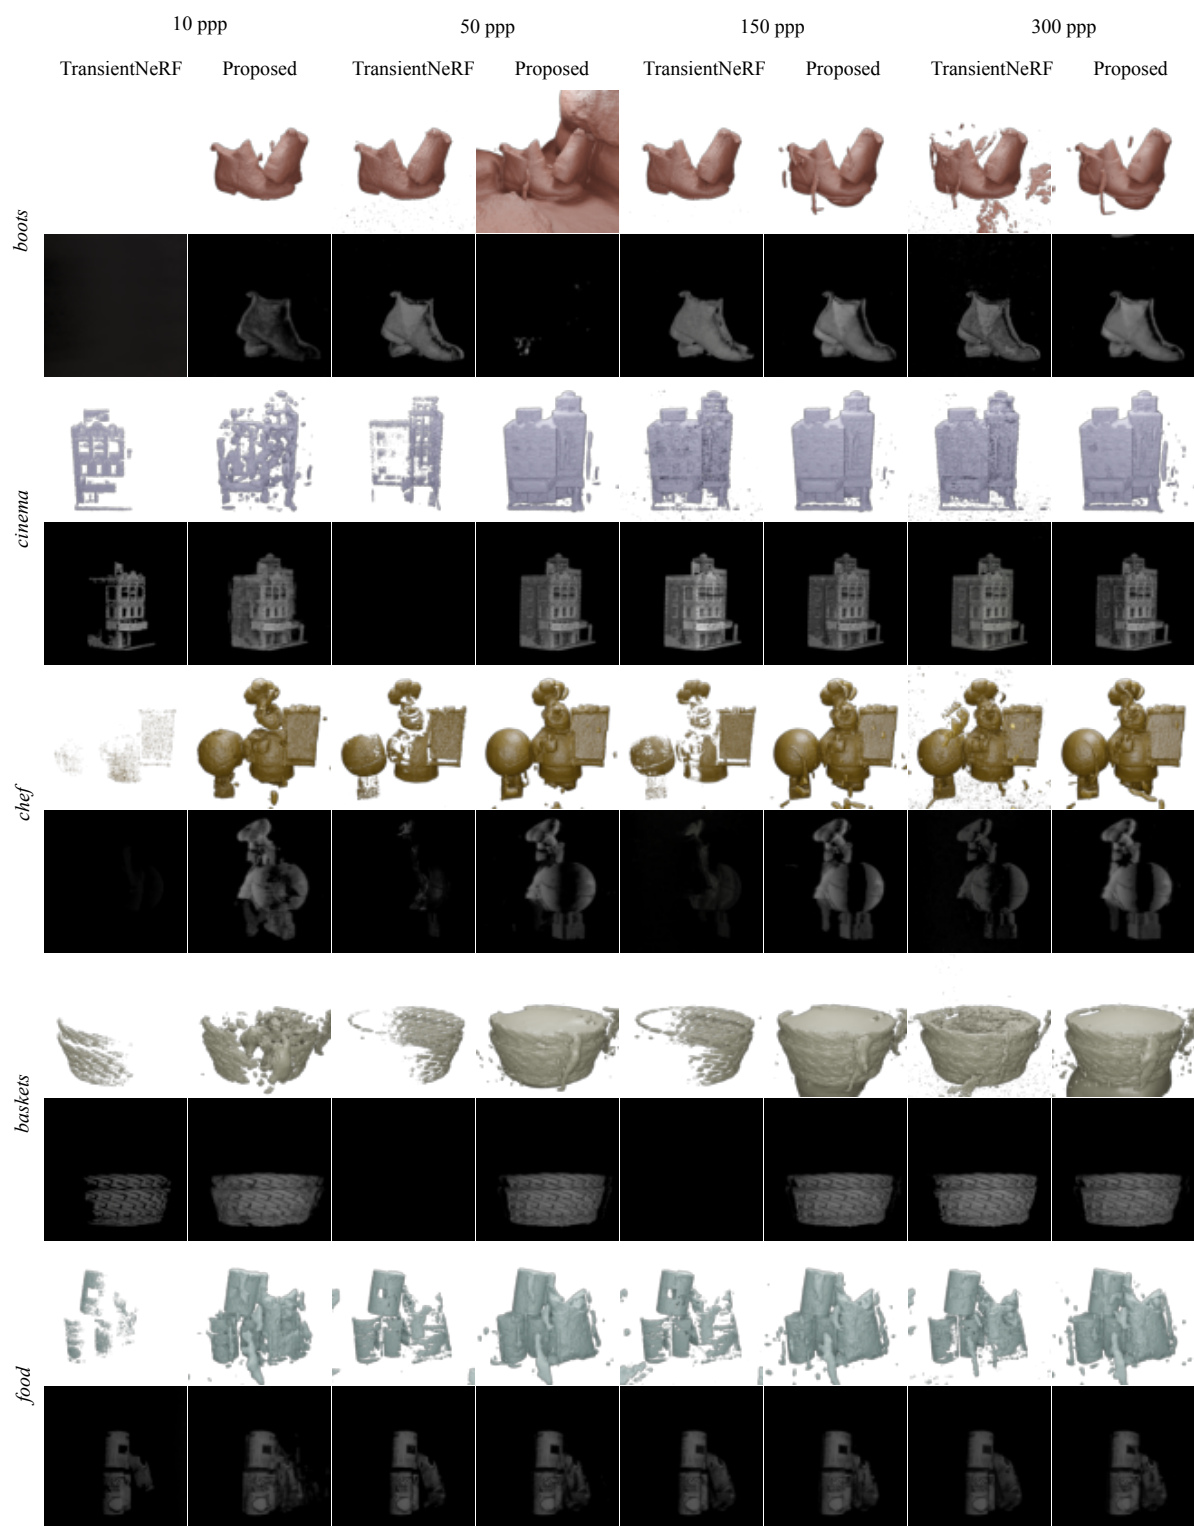 10 ppp 50 ppp 150 ppp 300 ppp
TransientNeRF Proposed TransientNeRF Proposed TransientNeRF Proposed TransientNeRF Proposed
boots
cinema
chef
baskets
food